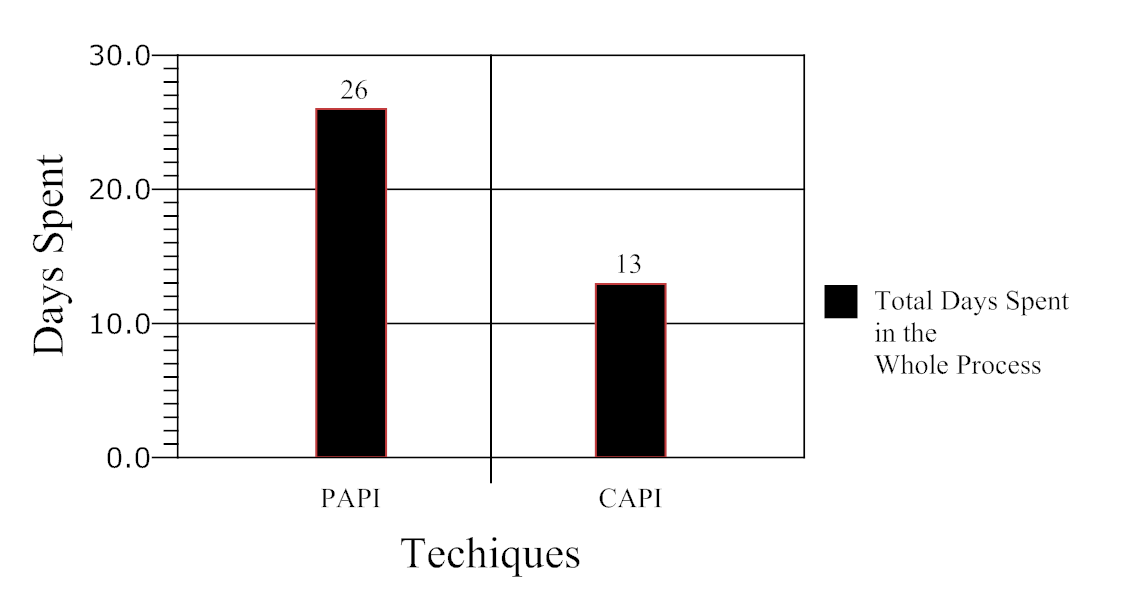 30.0
26
20.0
13
10.0
0.0
Days Spent
PAPI
CAPI
Techiques
Total Days Spent
in the
Whole Process